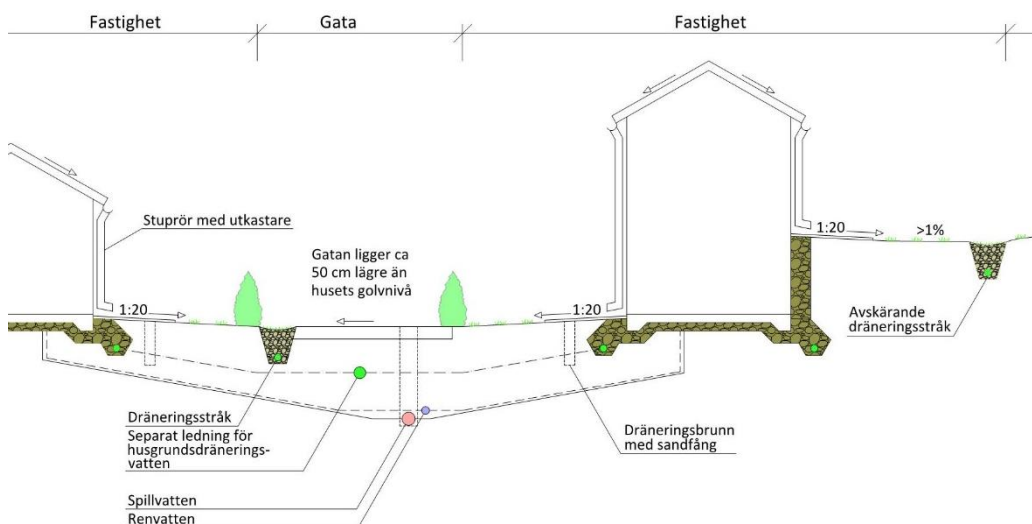 Fastighet
Gata
Fastighet
Stuprör med utkastare
Gatan ligger ca
50 cm lägre än
husets golvnivå
1:20
1:20
1:20
>1%
Avskärande
dräneringsstråk
Dräneringsstråk
Separat ledning för
husgrundsdränerings-
vatten
Dräneringsbrunn
med sandfång
Spillvatten
Renvatten